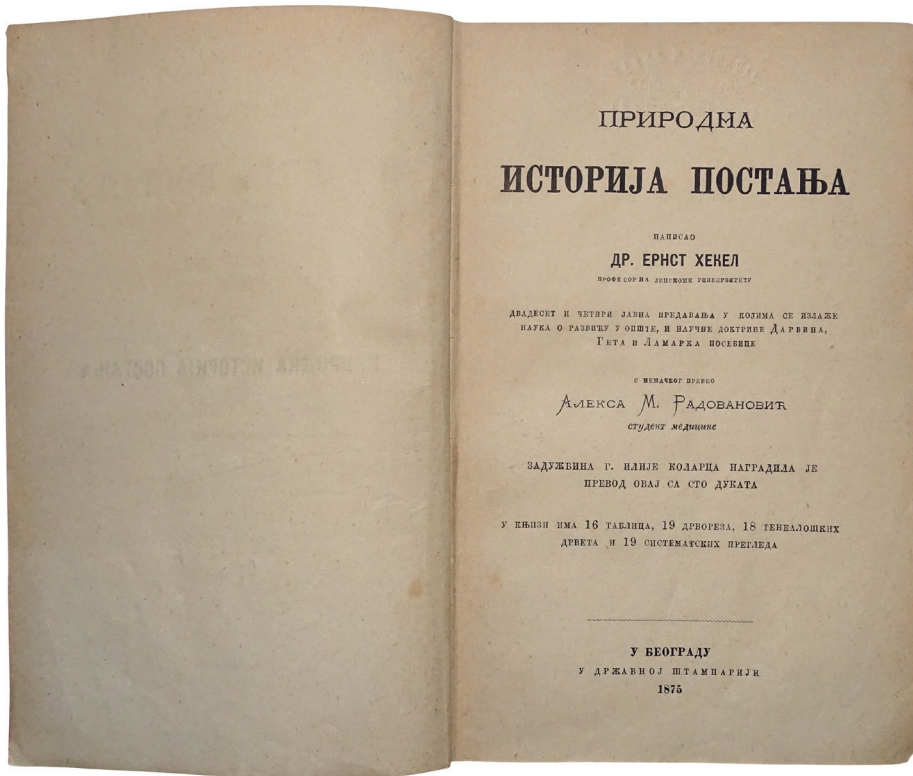 ПРИРОДНА
ИСТОРИЈА ПОСТАЊА
НАПИСАО
ДР. ЕРНСТ ХЕКЕЛ
ПРОФЕСОР НА ЈЕНСКОМЕ УНИВЕРЗИТЕТУ
ДВАДЕСЕТ И ЧЕТИРИ ЈАВНА ПРЕДАВАЊА У КОЈИМА СЕ ИЗЛАЖЕ
НАУКА О РАЗВИЋУ У ОПШТЕ, И НАУЧНЕ ДОКТРИНЕ ДАРВИНА,
ГЕТА И ЛАМАРКА ПОСЕБИЦЕ
С НЕМАЧКОГ ПРЕВЕО
АЛЕКСА М. РАДОВАНОВИЋ
студент медицине
ЗАДУЖБИНА Г. ИЛИЈЕ КОЛАРЦА НАГРАДИЛА ЈЕ
ПРЕВОД ОВАЈ СА СТО ДУКАТА
У КЊИЗИ ИМА 16 ТАБЛИЦА, 19 ДРВОРЕЗА, 18 ГЕНЕАЛОШКИХ
ДРВЕТА И 19 СИСТЕМАТСКИХ ПРЕГЛЕДА
У БЕОГРАДУ
У ДРЖАВНОЈ ШТАМПАРИЈИ
1875